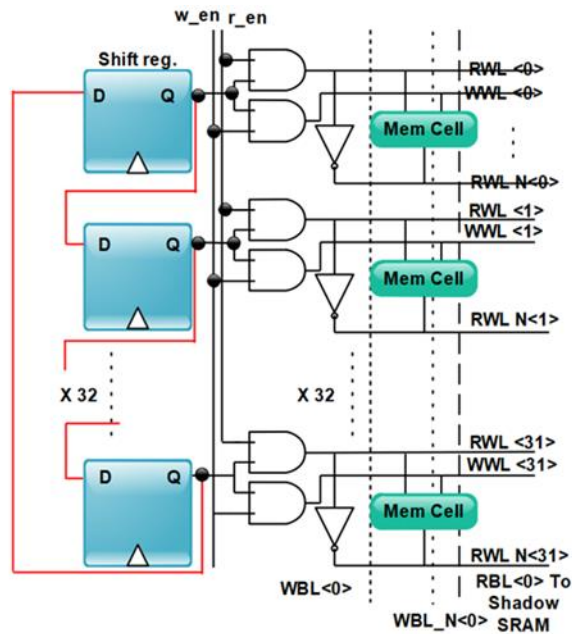 w_en r_en
Shift reg.
D Q
RWL <0>
WWL <0>
Mem Cell
RWL N<0>
D Q
RWL <1>
WWL <1>
Mem Cell
RWL N<1>
X 32
X 32
D Q
RWL <31>
WWL <31>
Mem Cell
RWL N<31>
WBL<0>
WBL_N<0>
RBL<0> To
Shadow
SRAM